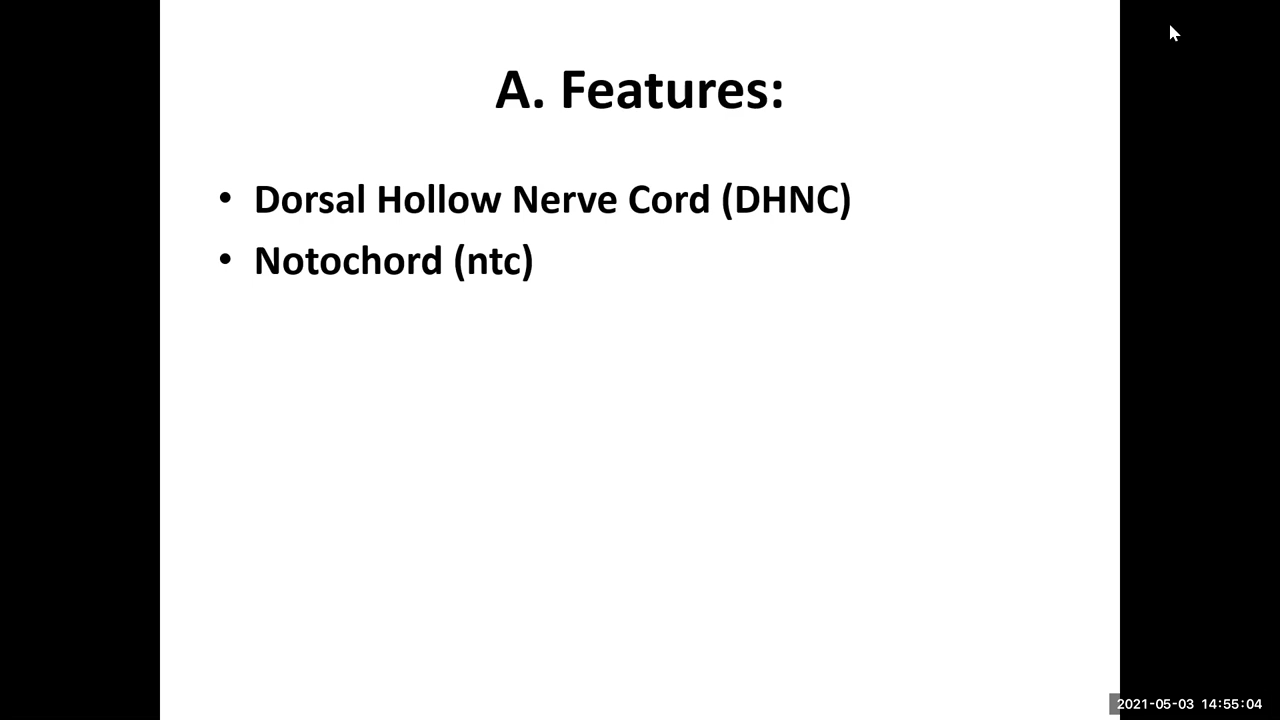 A. Features:
• Dorsal Hollow Nerve Cord (DHNC)
• Notochord (ntc)
2021-05-03 14:55:04